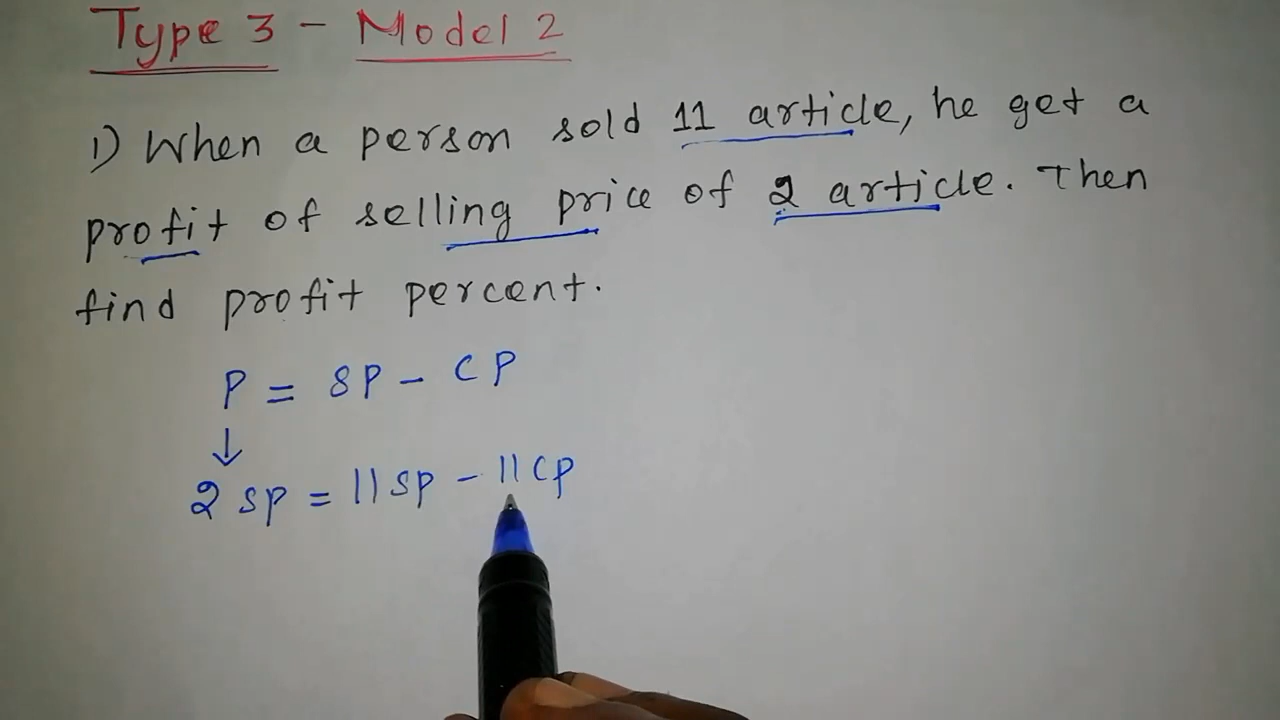 Type 3 - Model 2
1) When a person sold 11 article, he get a
profit of selling price of 2 article. Then
find profit percent.
P = SP - CP
↓
2 SP = 11 SP - 11 CP